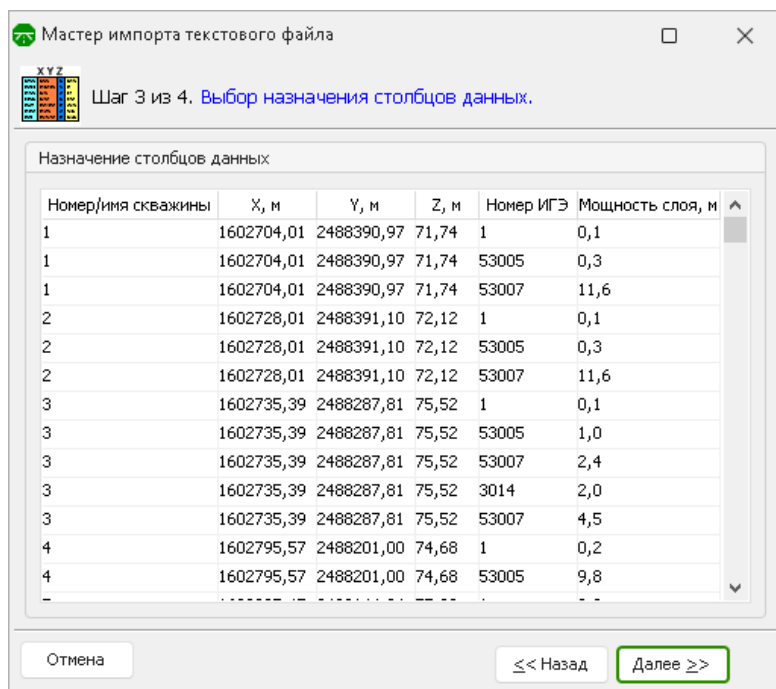 Мастер импорта текстового файла
X Y Z
Шаг 3 из 4. Выбор назначения столбцов данных.
Назначение столбцов данных
Номер/имя скважины X, м Y, м Z, м Номер ИГЭ Мощность слоя, м
1 1602704,01 2488390,97 71,74 1 0,1
1 1602704,01 2488390,97 71,74 53005 0,3
1 1602704,01 2488390,97 71,74 53007 11,6
2 1602728,01 2488391,10 72,12 1 0,1
2 1602728,01 2488391,10 72,12 53005 0,3
2 1602728,01 2488391,10 72,12 53007 11,6
3 1602735,39 2488287,81 75,52 1 0,1
3 1602735,39 2488287,81 75,52 53005 1,0
3 1602735,39 2488287,81 75,52 53007 2,4
3 1602735,39 2488287,81 75,52 3014 2,0
3 1602735,39 2488287,81 75,52 53007 4,5
4 1602795,57 2488201,00 74,68 1 0,2
4 1602795,57 2488201,00 74,68 53005 9,8
Отмена << Назад Далее >>